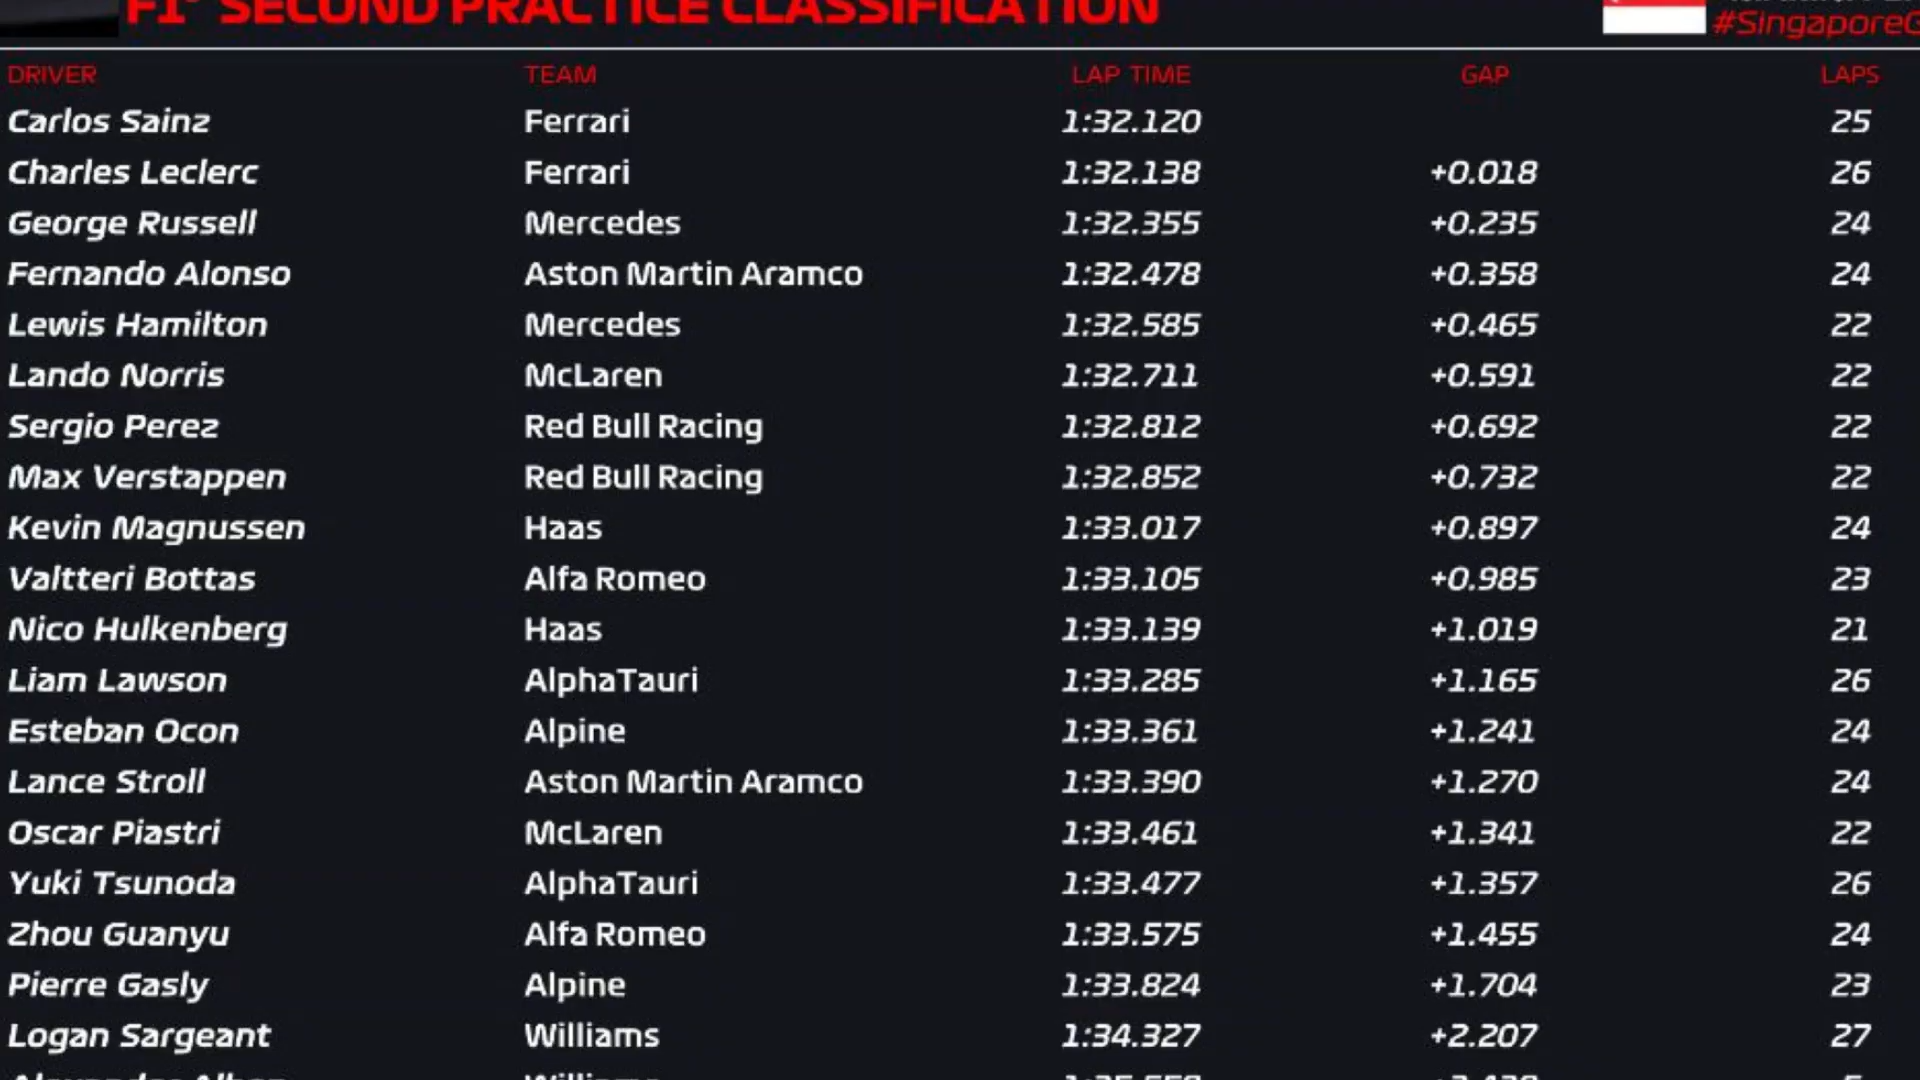 F1® SECOND PRACTICE CLASSIFICATION
#SingaporeG
DRIVER TEAM LAP TIME GAP LAPS
Carlos Sainz Ferrari 1:32.120 25
Charles Leclerc Ferrari 1:32.138 +0.018 26
George Russell Mercedes 1:32.355 +0.235 24
Fernando Alonso Aston Martin Aramco 1:32.478 +0.358 24
Lewis Hamilton Mercedes 1:32.585 +0.465 22
Lando Norris McLaren 1:32.711 +0.591 22
Sergio Perez Red Bull Racing 1:32.812 +0.692 22
Max Verstappen Red Bull Racing 1:32.852 +0.732 22
Kevin Magnussen Haas 1:33.017 +0.897 24
Valtteri Bottas Alfa Romeo 1:33.105 +0.985 23
Nico Hulkenberg Haas 1:33.139 +1.019 21
Liam Lawson AlphaTauri 1:33.285 +1.165 26
Esteban Ocon Alpine 1:33.361 +1.241 24
Lance Stroll Aston Martin Aramco 1:33.390 +1.270 24
Oscar Piastri McLaren 1:33.461 +1.341 22
Yuki Tsunoda AlphaTauri 1:33.477 +1.357 26
Zhou Guanyu Alfa Romeo 1:33.575 +1.455 24
Pierre Gasly Alpine 1:33.824 +1.704 23
Logan Sargeant Williams 1:34.327 +2.207 27